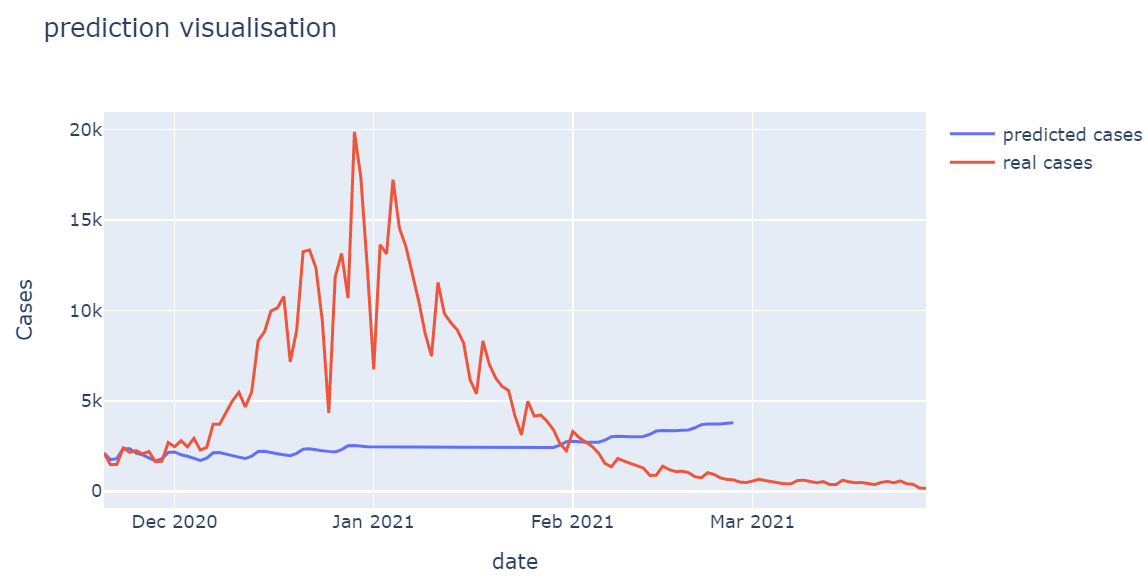 prediction visualisation
predicted cases
real cases
20k
15k
10k
5k
0
Cases
Dec 2020
Jan 2021
Feb 2021
Mar 2021
date